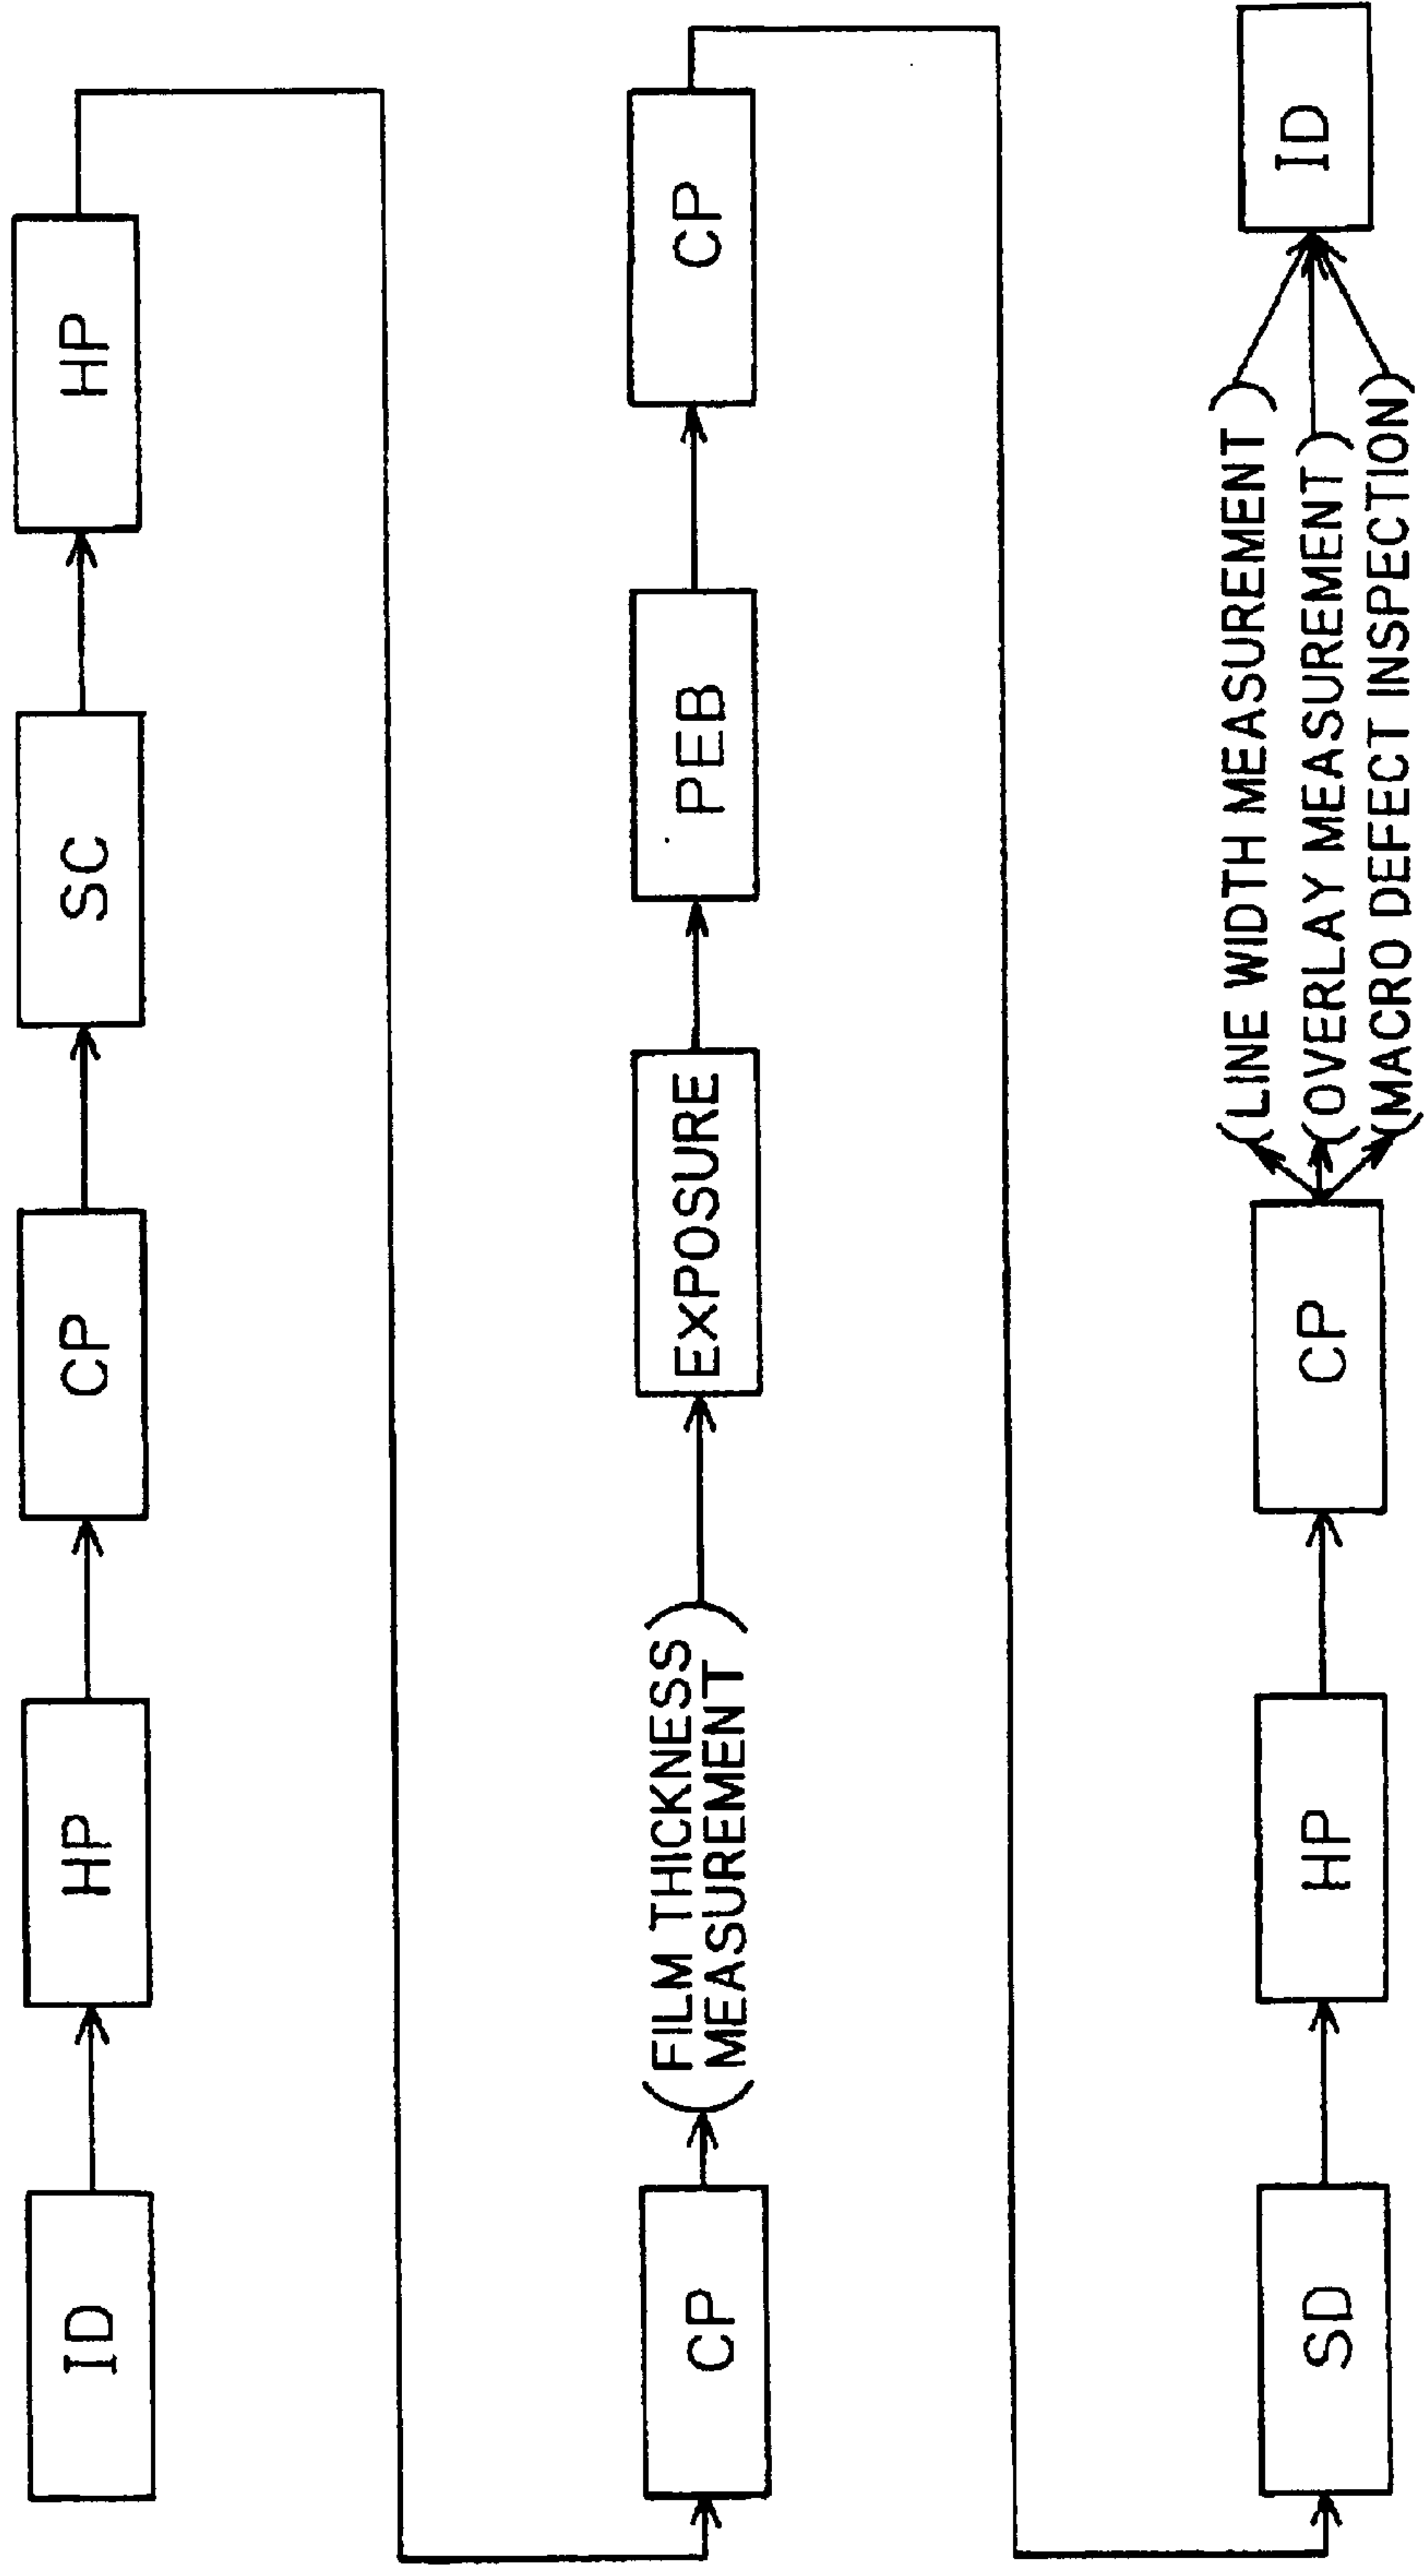 ID
HP
CP
SC
HP
CP
(FILM THICKNESS
MEASUREMENT)
EXPOSURE
PEB
CP
SD
HP
CP
(LINE WIDTH MEASUREMENT)
(OVERLAY MEASUREMENT)
(MACRO DEFECT INSPECTION)
ID